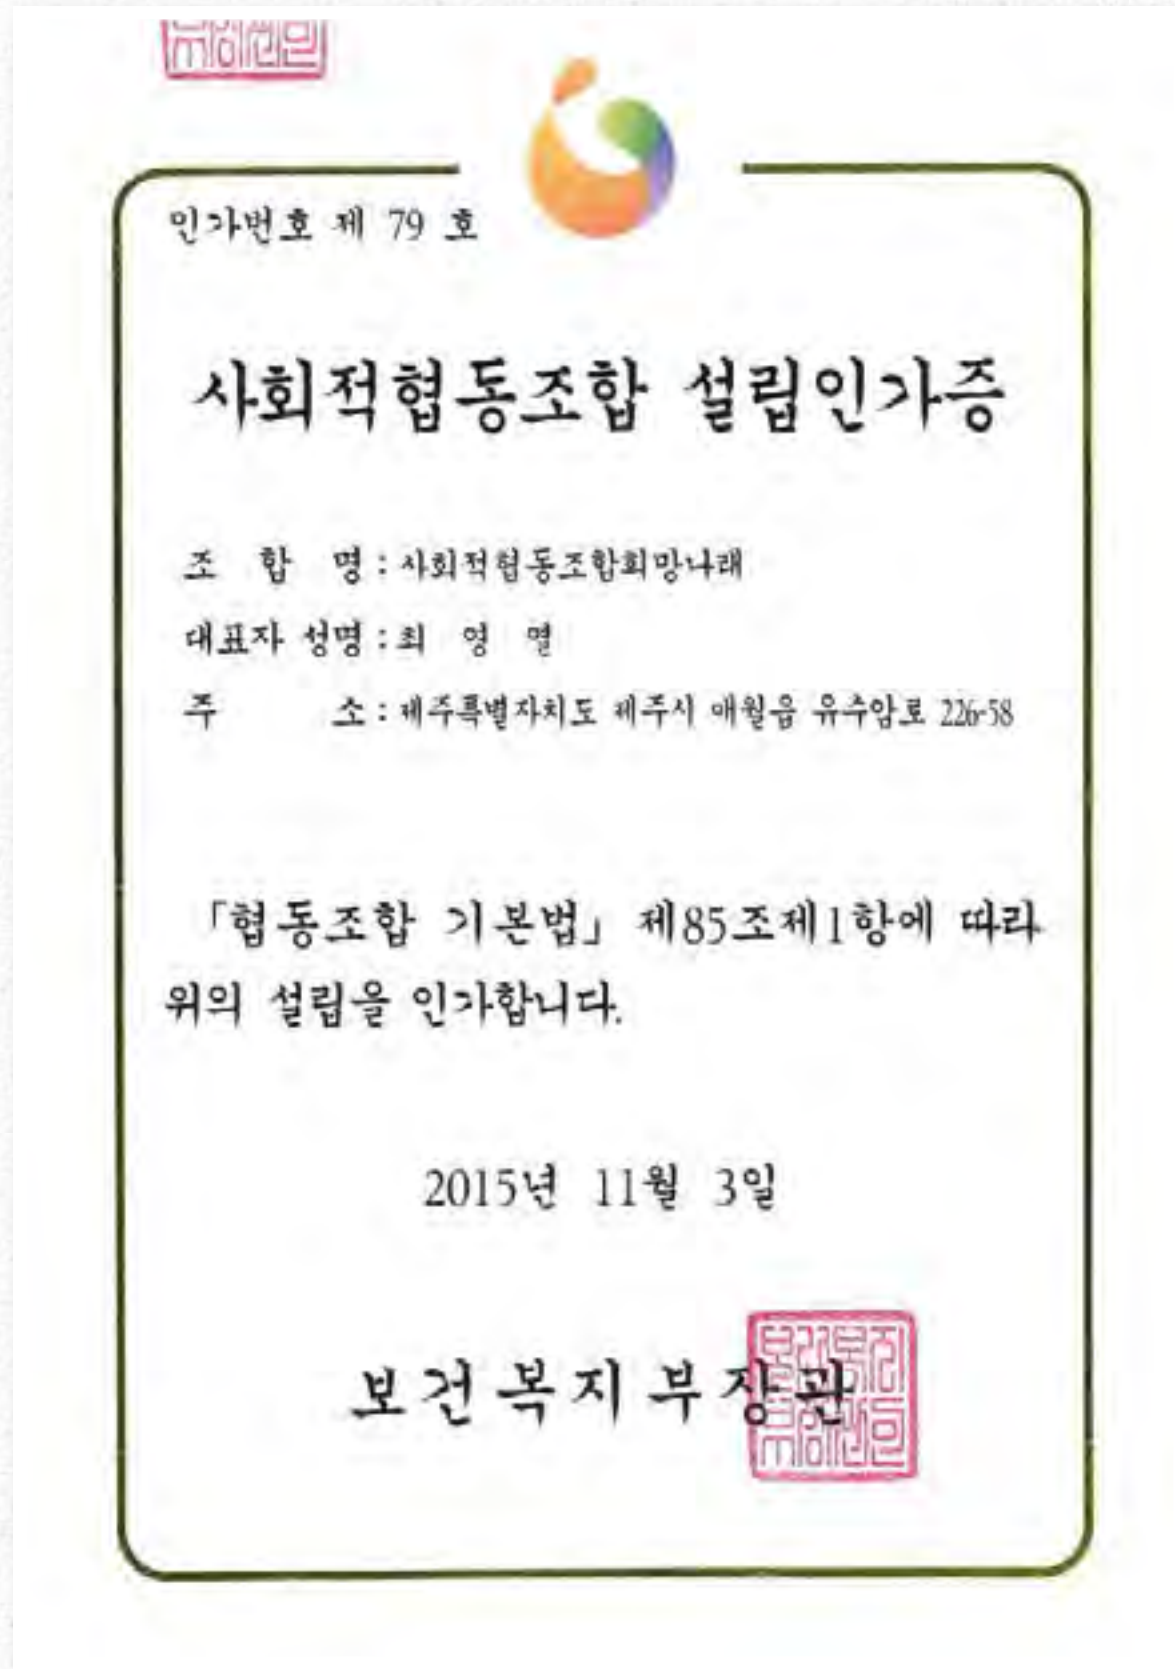 인가번호 제 79 호
사회적협동조합 설립인가증
조 합 명 : 사회적협동조합희망나래
대표자 성명 : 최 영 열
주 소 : 제주특별자치도 제주시 애월읍 유수암로 226-58
「협동조합 기본법」 제85조제1항에 따라
위의 설립을 인가합니다.
2015년 11월 3일
보건복지부장관